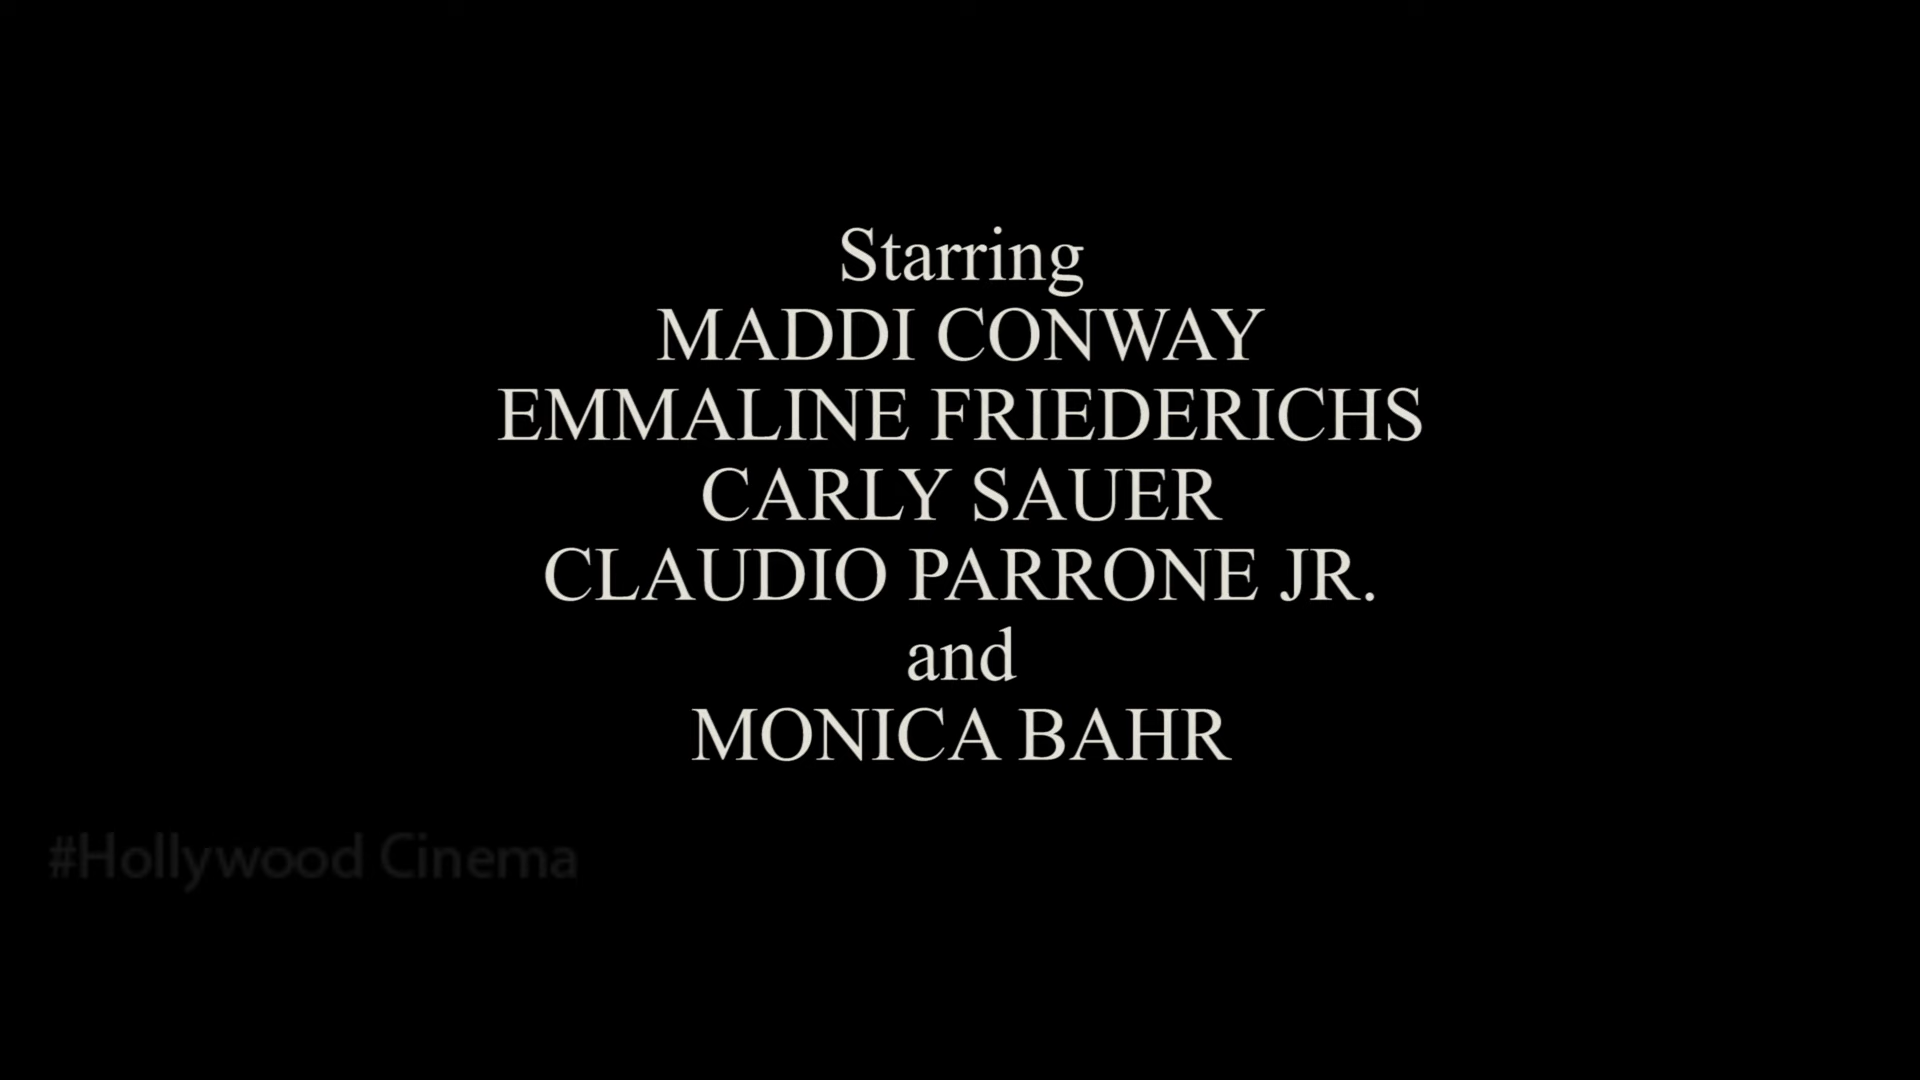 Starring
MADDI CONWAY
EMMALINE FRIEDERICHS
CARLY SAUER
CLAUDIO PARRONE JR.
and
MONICA BAHR
#Hollywood Cinema